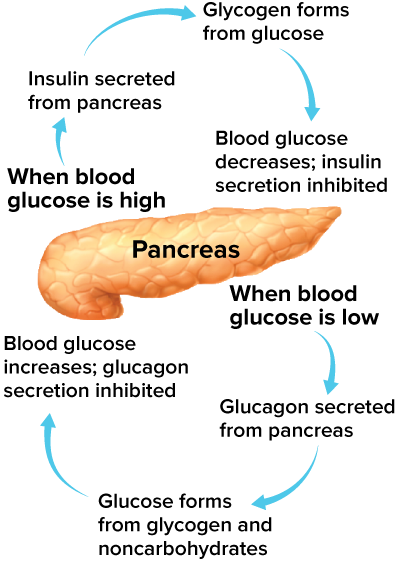 When blood
glucose is high
Insulin secreted
from pancreas
Glycogen forms
from glucose
Blood glucose
decreases; insulin
secretion inhibited
Pancreas
When blood
glucose is low
Glucagon secreted
from pancreas
Glucose forms
from glycogen and
noncarbohydrates
Blood glucose
increases; glucagon
secretion inhibited